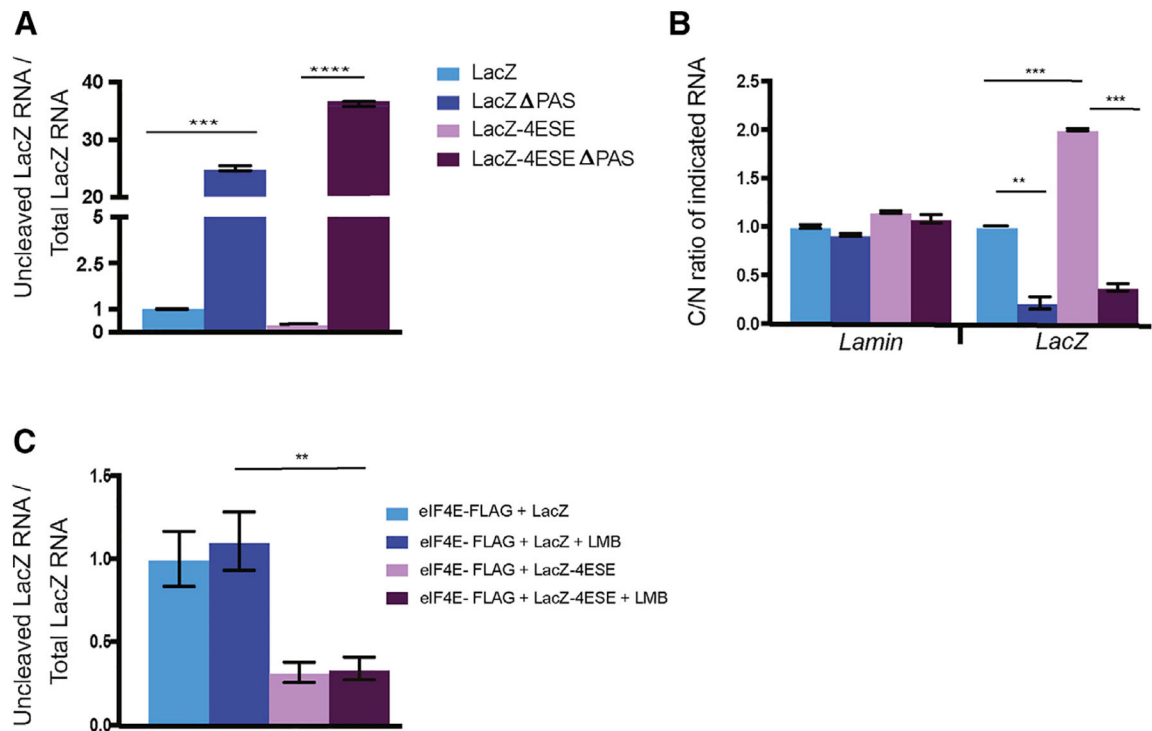 A
Uncleaved LacZ RNA /
Total LacZ RNA
40
30
20
5
2.5
1
0
***
****
LacZ
LacZ Δ PAS
LacZ-4ESE
LacZ-4ESE Δ PAS
B
C/N ratio of indicated RNA
2.5
2.0
1.5
1.0
0.5
0.0
***
***
**
Lamin
LacZ
C
Uncleaved LacZ RNA /
Total LacZ RNA
1.5
1.0
0.5
0.0
**
eIF4E-FLAG + LacZ
eIF4E- FLAG + LacZ + LMB
eIF4E- FLAG + LacZ-4ESE
eIF4E- FLAG + LacZ-4ESE + LMB